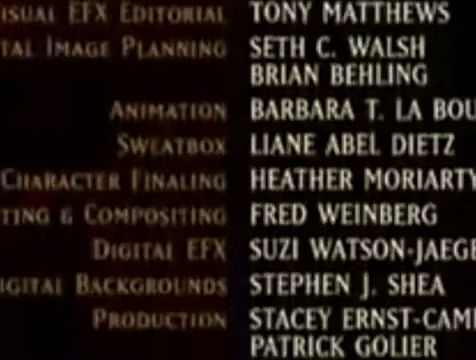 ISUAL EFX EDITORIAL TONY MATTHEWS
TAL IMAGE PLANNING SETH C. WALSH
BRIAN BEHLING
ANIMATION BARBARA T. LA BOU
SWEATBOX LIANE ABEL DIETZ
CHARACTER FINALING HEATHER MORIARTY
TING & COMPOSITING FRED WEINBERG
DIGITAL EFX SUZI WATSON-JAEGE
IGITAL BACKGROUNDS STEPHEN J. SHEA
PRODUCTION STACEY ERNST-CAMP
PATRICK GOLIER